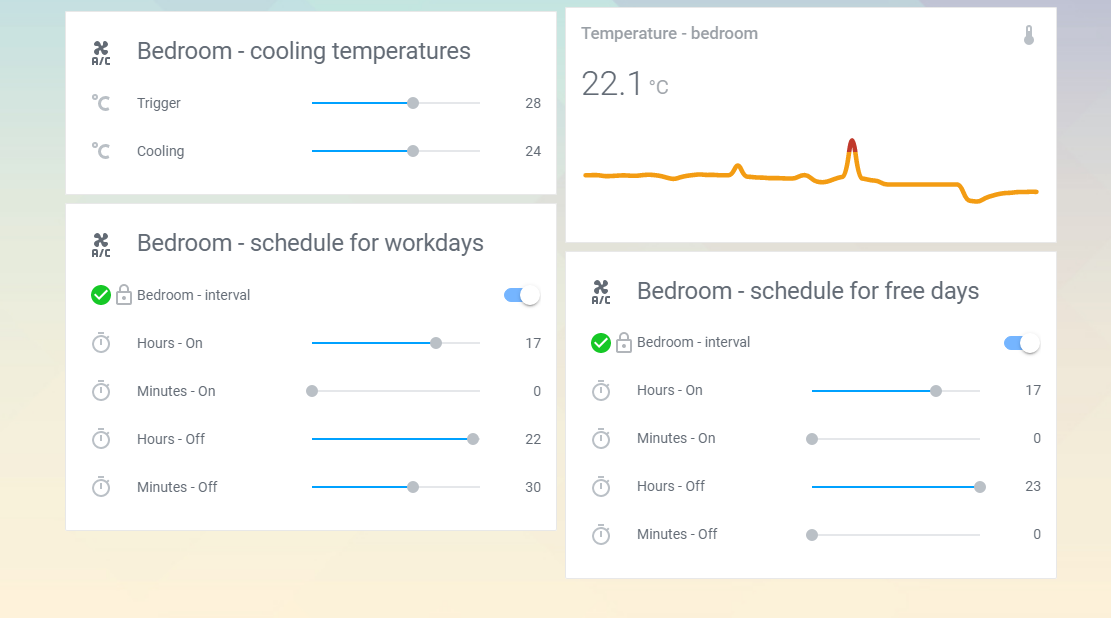 A/C Bedroom - cooling temperatures
°C Trigger 28
°C Cooling 24
A/C Bedroom - schedule for workdays
Bedroom - interval
Hours - On 17
Minutes - On 0
Hours - Off 22
Minutes - Off 30
Temperature - bedroom
22.1 °C
A/C Bedroom - schedule for free days
Bedroom - interval
Hours - On 17
Minutes - On 0
Hours - Off 23
Minutes - Off 0